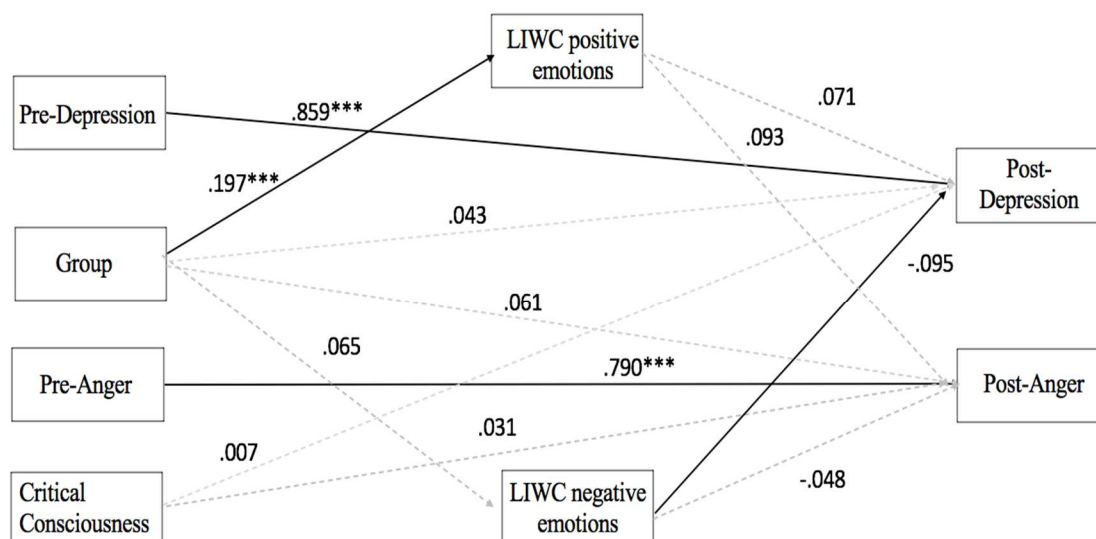 LIWC positive
emotions
Pre-Depression
.859***
.071
.093
.197***
Post-
Depression
.043
Group
-.095
.061
.065
Pre-Anger
.790***
Post-Anger
.031
.007
Critical
Consciousness
LIWC negative
emotions
-.048